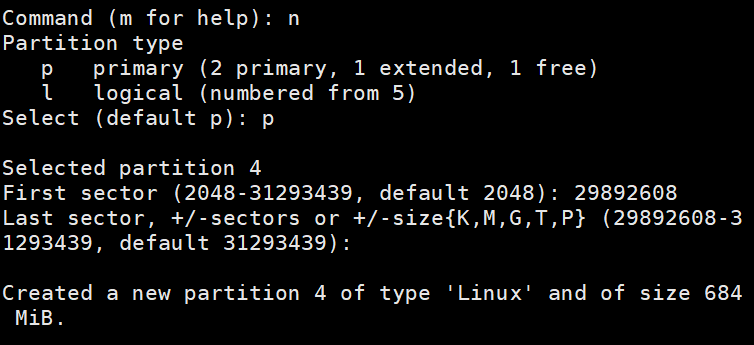 Command (m for help): n
Partition type
   p   primary (2 primary, 1 extended, 1 free)
   l   logical (numbered from 5)
Select (default p): p

Selected partition 4
First sector (2048-31293439, default 2048): 29892608
Last sector, +/-sectors or +/-size{K,M,G,T,P} (29892608-3
1293439, default 31293439):

Created a new partition 4 of type 'Linux' and of size 684
 MiB.